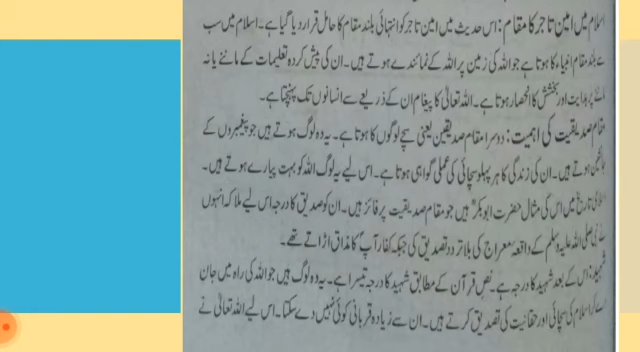 اسلام میں امین تاجر کا مقام: اس حدیث میں امین تاجر کو انتہائی بلند مقام کا حامل قرار دیا گیا ہے۔ اسلام میں سب
سے بلند مقام انبیاء کا ہوتا ہے جو اللہ کی زمین پر اللہ کے نمائندے ہوتے ہیں۔ ان کی پیش کردہ تعلیمات کے ماننے یا نہ
ماننے پر ہدایت اور بخشش کا انحصار ہوتا ہے۔ اللہ تعالیٰ کا پیغام ان کے ذریعے سے انسانوں تک پہنچتا ہے۔
مقام صدیقیت کی اہمیت: دوسرا مقام صدیقین یعنی سچے لوگوں کا ہوتا ہے۔ یہ وہ لوگ ہوتے ہیں جو پیغمبروں کے
جانشین ہوتے ہیں۔ ان کی زندگی کا ہر پہلو سچائی کی عملی گواہی ہوتا ہے۔ اس لیے یہ لوگ اللہ کو بہت پیارے ہوتے ہیں۔
اسلامی تاریخ میں اس کی مثال حضرت ابوبکرؓ ہیں جو مقام صدیقیت پر فائز ہیں۔ ان کو صدیق کا درجہ اس لیے ملا کہ انہوں
نے نبی صلی اللہ علیہ وسلم کے واقعہ معراج کی بلا تردد تصدیق کی جبکہ کفار آپؐ کا مذاق اڑاتے تھے۔
شہید: اس کے بعد شہید کا درجہ ہے۔ نص قرآن کے مطابق شہید کا درجہ تیسرا ہے۔ یہ وہ لوگ ہیں جو اللہ کی راہ میں جان
دے کر اسلام کی سچائی اور حقانیت کی تصدیق کرتے ہیں۔ ان سے زیادہ قربانی کوئی نہیں دے سکتا۔ اس لیے اللہ تعالیٰ نے